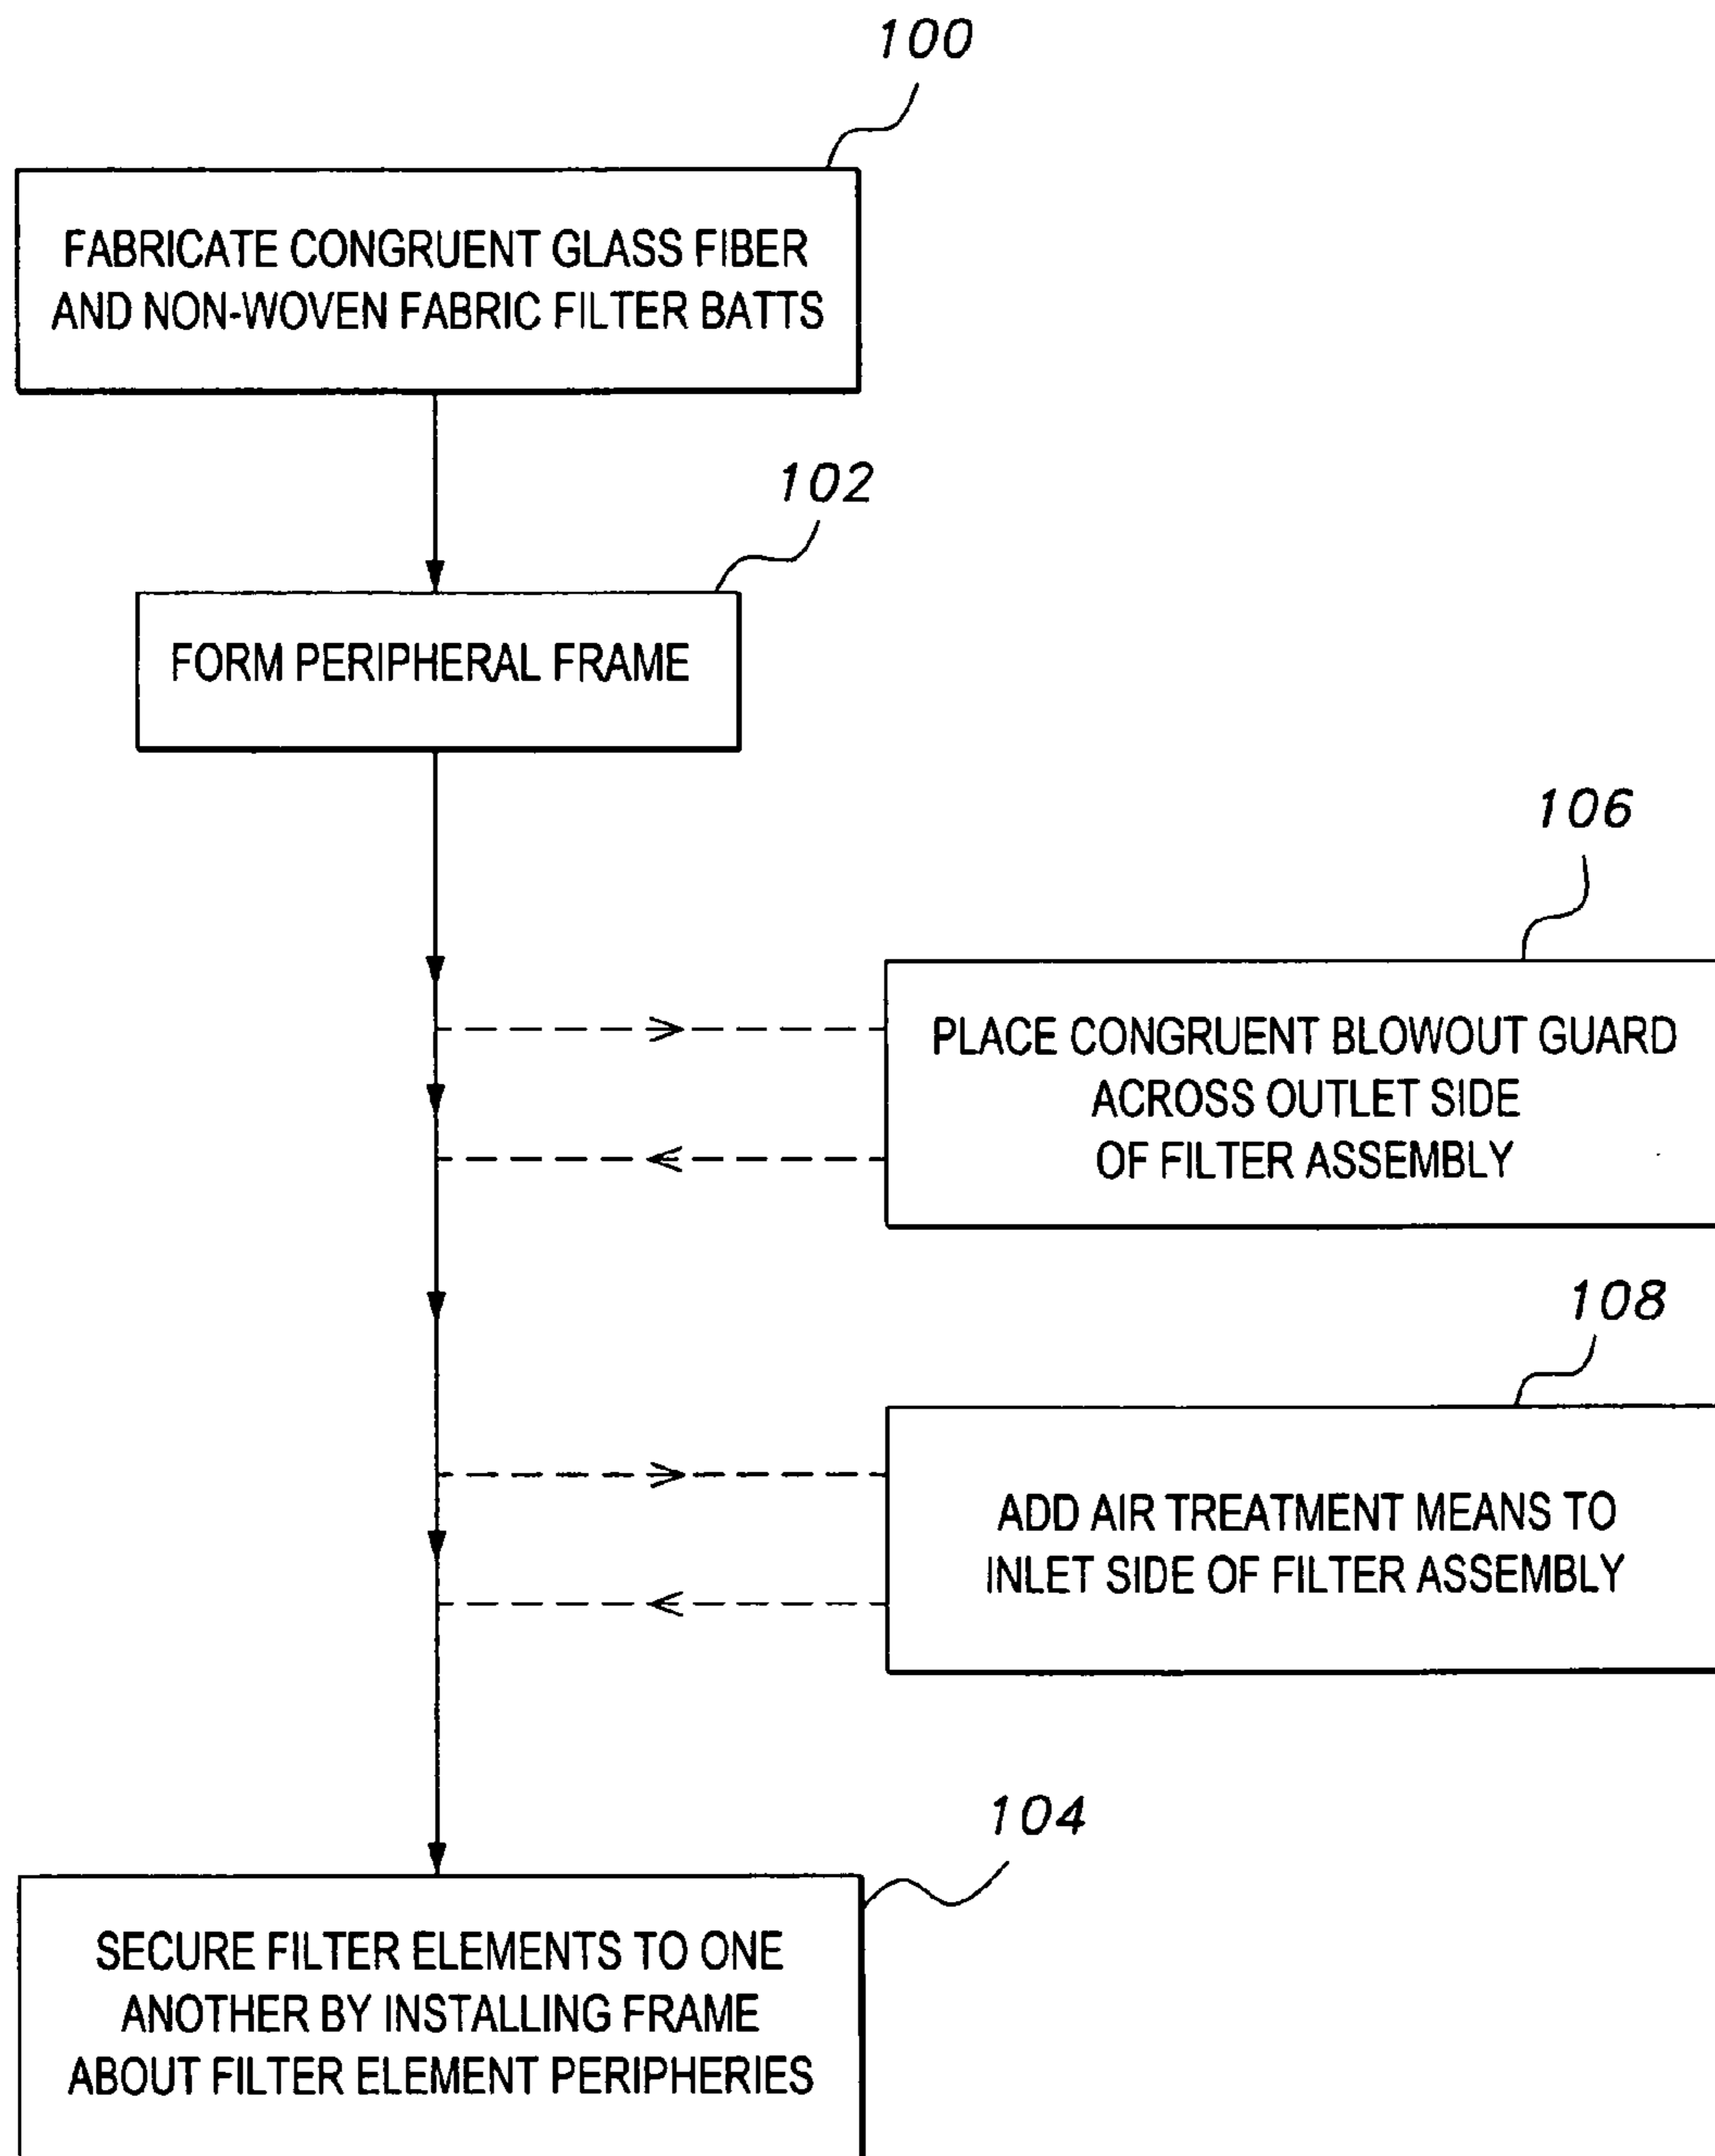 100
FABRICATE CONGRUENT GLASS FIBER
AND NON-WOVEN FABRIC FILTER BATTS
102
FORM PERIPHERAL FRAME
106
PLACE CONGRUENT BLOWOUT GUARD
ACROSS OUTLET SIDE
OF FILTER ASSEMBLY
108
ADD AIR TREATMENT MEANS TO
INLET SIDE OF FILTER ASSEMBLY
104
SECURE FILTER ELEMENTS TO ONE
ANOTHER BY INSTALLING FRAME
ABOUT FILTER ELEMENT PERIPHERIES